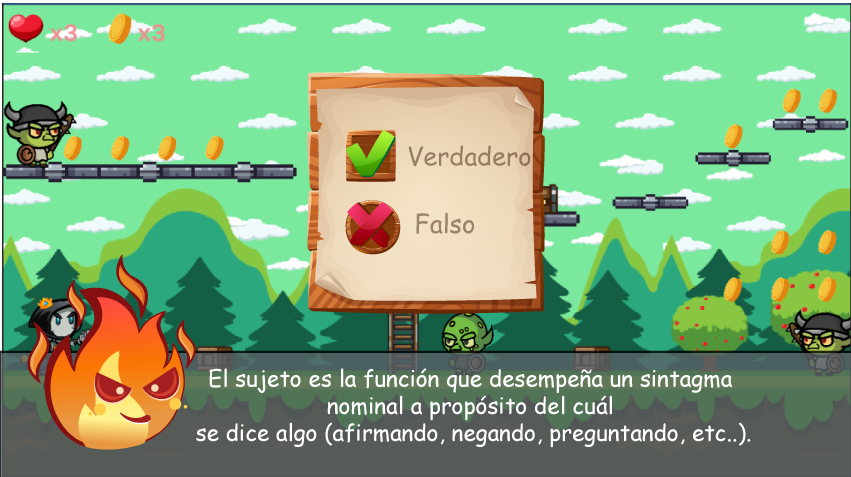 x3 x3
Verdadero
Falso
El sujeto es la función que desempeña un sintagma
nominal a propósito del cuál
se dice algo (afirmando, negando, preguntando, etc..).